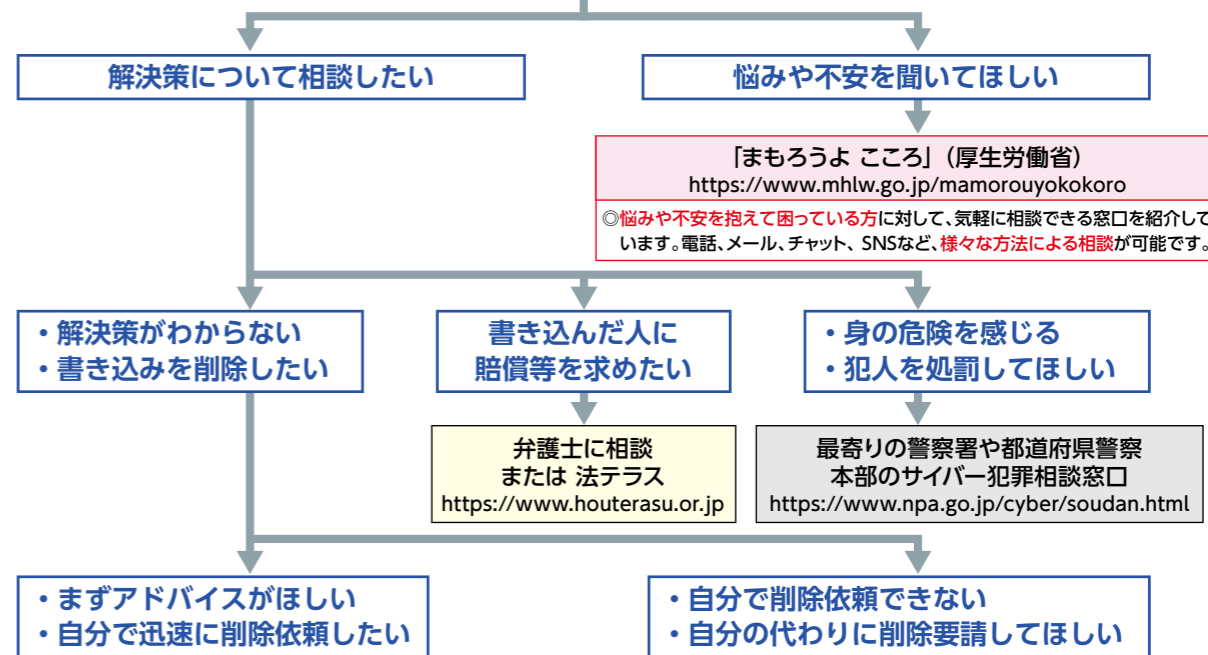 解決策について相談したい
悩みや不安を聞いてほしい
「まもろうよ こころ」（厚生労働省）
https://www.mhlw.go.jp/mamorouyokokoro
◎悩みや不安を抱えて困っている方に対して、気軽に相談できる窓口を紹介して
います。電話、メール、チャット、SNSなど、様々な方法による相談が可能です。
・解決策がわからない
・書き込みを削除したい
書き込んだ人に
賠償等を求めたい
・身の危険を感じる
・犯人を処罰してほしい
弁護士に相談
または 法テラス
https://www.houterasu.or.jp
最寄りの警察署や都道府県警察
本部のサイバー犯罪相談窓口
https://www.npa.go.jp/cyber/soudan.html
・まずアドバイスがほしい
・自分で迅速に削除依頼したい
・自分で削除依頼できない
・自分の代わりに削除要請してほしい